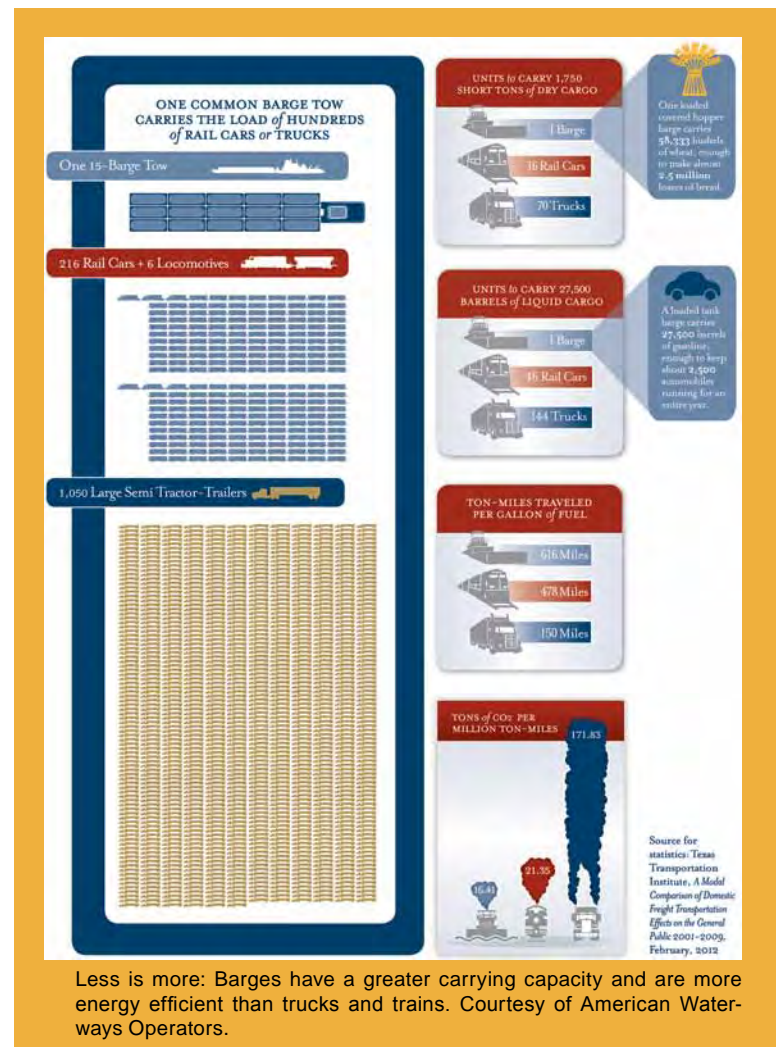 ONE COMMON BARGE TOW
CARRIES THE LOAD of HUNDREDS
of RAIL CARS or TRUCKS
One 15-Barge Tow
216 Rail Cars + 6 Locomotives
1,050 Large Semi Tractor-Trailers
UNITS to CARRY 1,750
SHORT TONS of DRY CARGO
1 Barge
16 Rail Cars
70 Trucks
One loaded
covered hopper
barge carries
58,333 bushels
of wheat, enough
to make almost
2.5 million
loaves of bread.
UNITS to CARRY 27,500
BARRELS of LIQUID CARGO
1 Barge
46 Rail Cars
144 Trucks
A loaded tank
barge carries
27,500 barrels
of gasoline,
enough to keep
about 2,500
automobiles
running for an
entire year.
TON-MILES TRAVELED
PER GALLON of FUEL
616 Miles
478 Miles
150 Miles
TONS of CO2 PER
MILLION TON-MILES
171.83
21.35
16.41
Source for
statistics: Texas
Transportation
Institute, A Modal
Comparison of Domestic
Freight Transportation
Effects on the General
Public 2001-2009,
February, 2012
Less is more: Barges have a greater carrying capacity and are more
energy efficient than trucks and trains. Courtesy of American Water-
ways Operators.